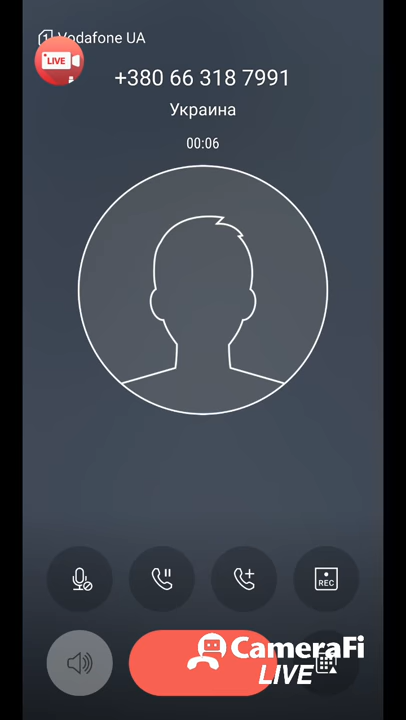 Vodafone UA
LIVE
+380 66 318 7991
Украина
00:06
REC
CameraFi
LIVE